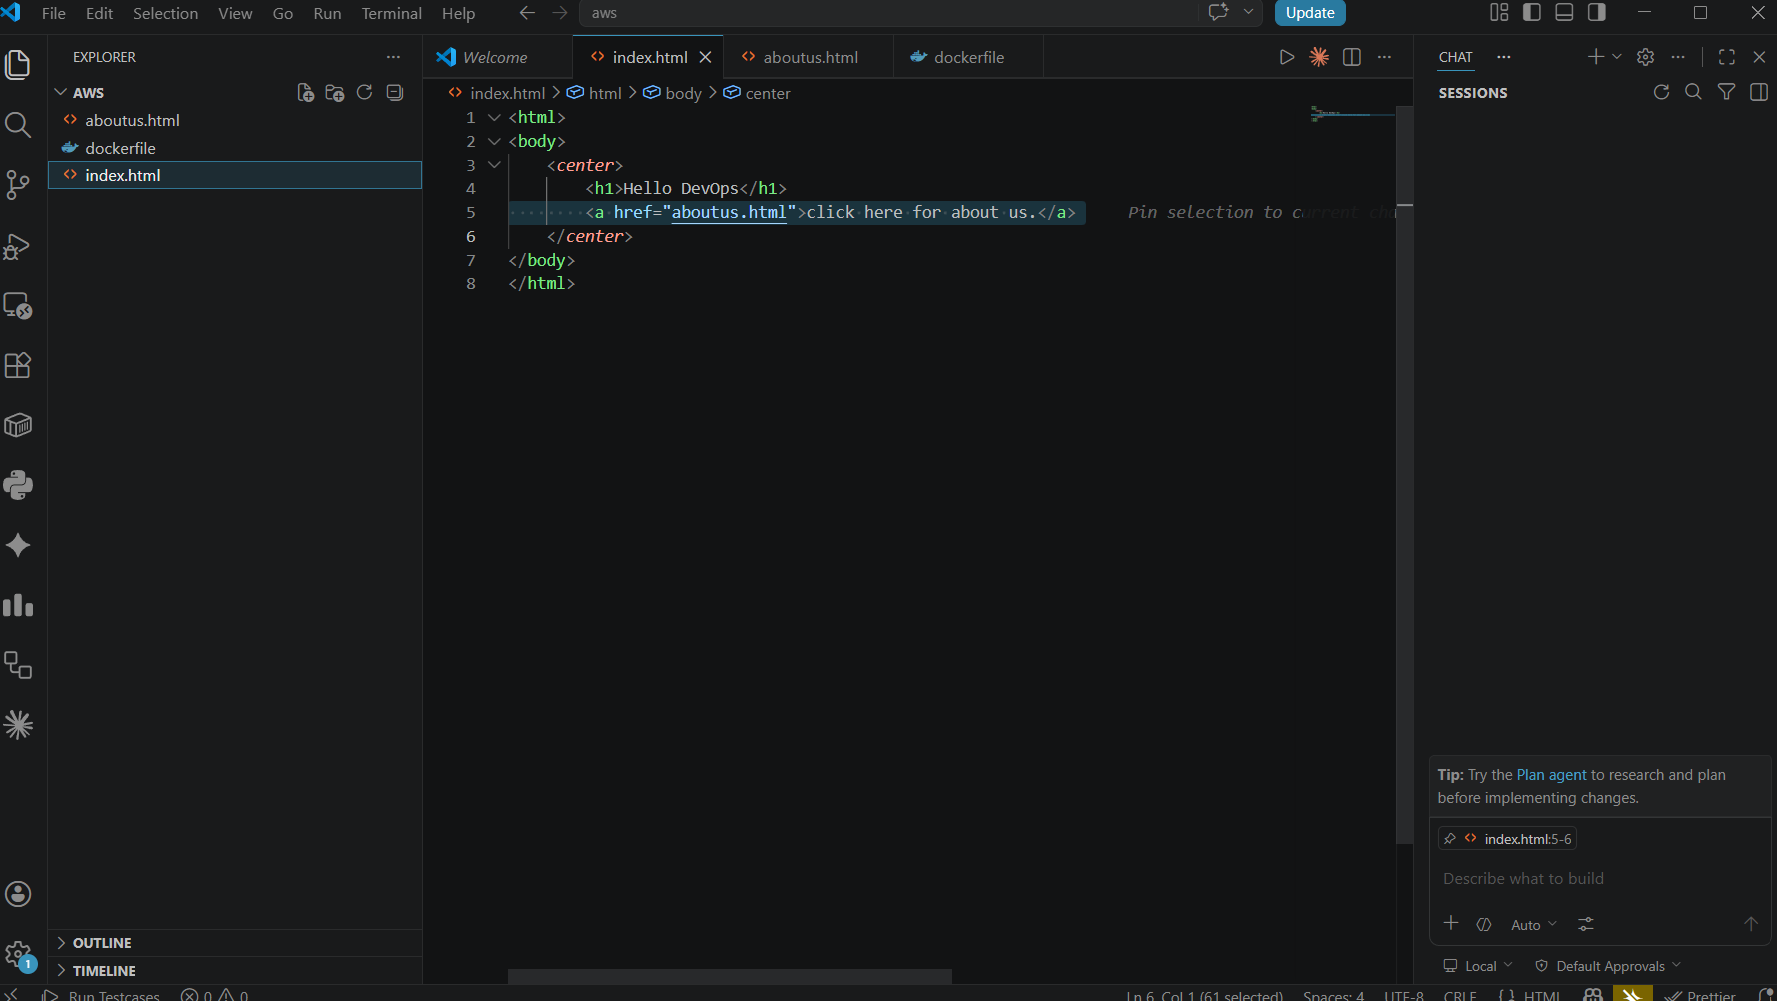 File Edit Selection View Go Run Terminal Help aws Update
EXPLORER
AWS
aboutus.html
dockerfile
index.html
OUTLINE
TIMELINE
Welcome index.html aboutus.html dockerfile
index.html > html > body > center
1 <html>
2 <body>
3 <center>
4 <h1>Hello DevOps</h1>
5 <a href="aboutus.html">click here for about us.</a> Pin selection to current cha
6 </center>
7 </body>
8 </html>
CHAT
SESSIONS
Tip: Try the Plan agent to research and plan
before implementing changes.
index.html:5-6
Describe what to build
Auto
Local Default Approvals
1
Run Testcases 0 0 Ln 6, Col 1 (61 selected) Spaces: 4 UTF-8 CRLF {} HTML Prettier